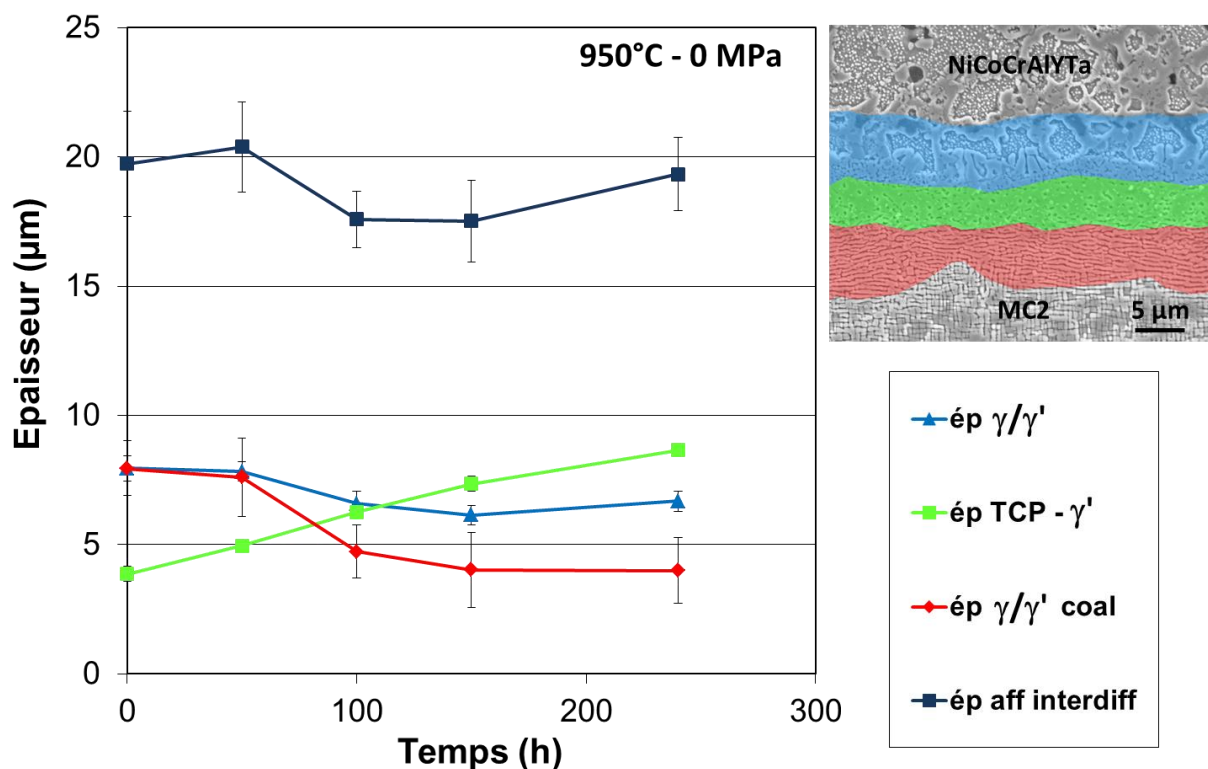 950°C - 0 MPa
Epaisseur (µm)
25
20
15
10
5
0
0
100
200
300
Temps (h)
NiCoCrAlYTa
MC2
5 µm
ép γ/γ'
ép TCP - γ'
ép γ/γ' coal
ép aff interdiff